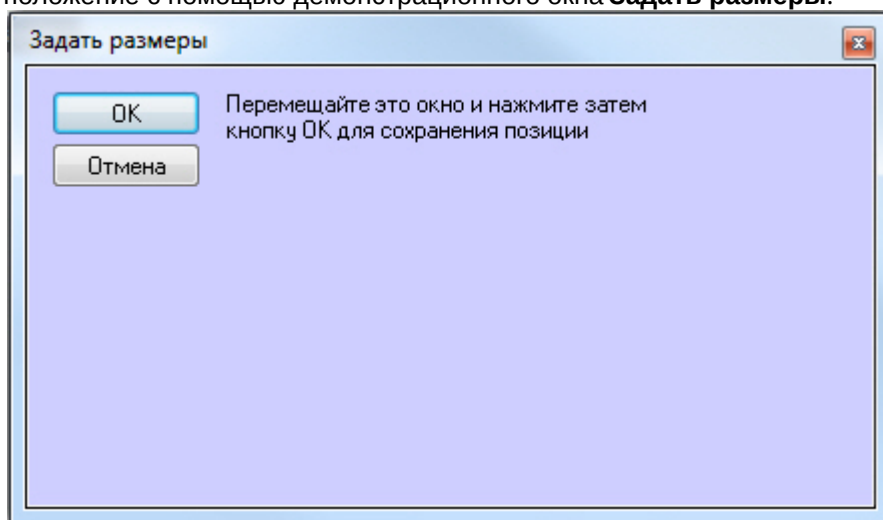 положение с помощью демонстрационного окна Задать размеры.
Задать размеры
OK
Перемещайте это окно и нажмите затем
кнопку OK для сохранения позиции
Отмена